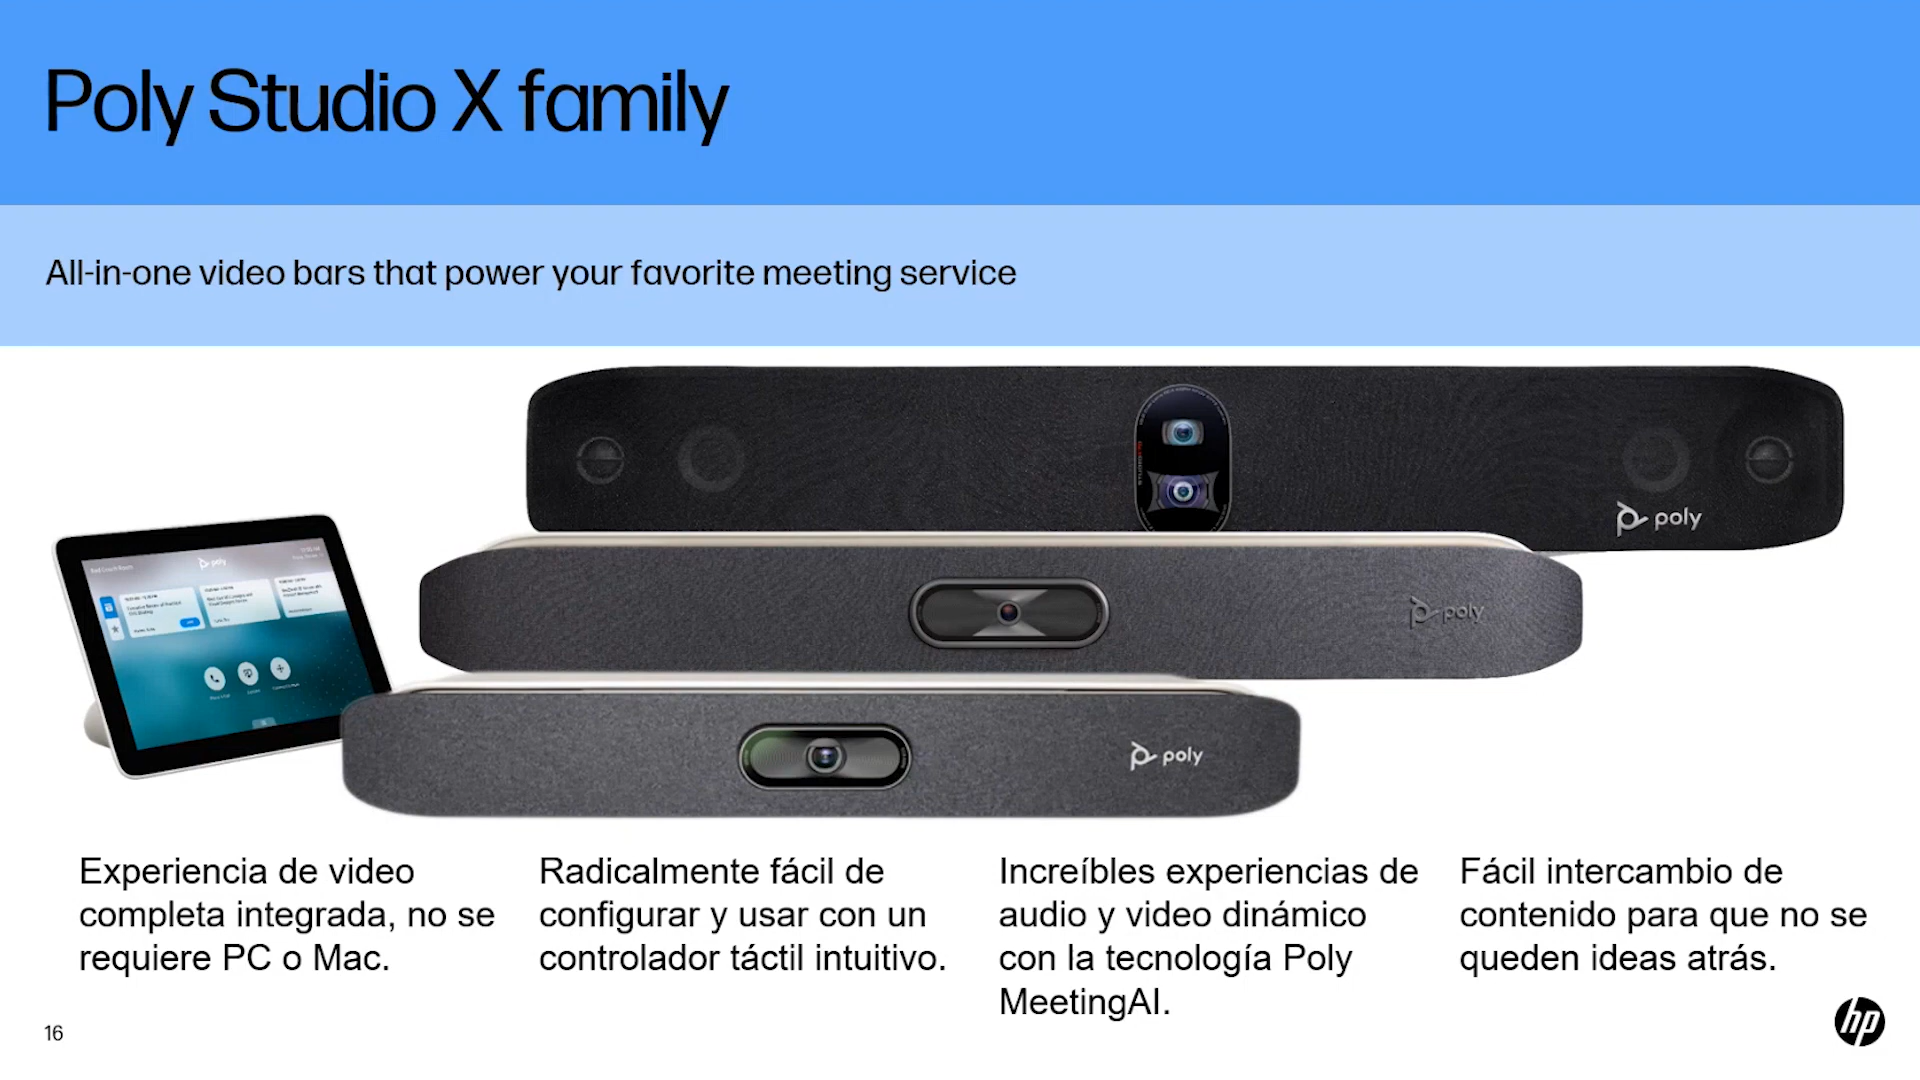 Poly Studio X family
All-in-one video bars that power your favorite meeting service
poly
poly
poly
poly
Experiencia de video
completa integrada, no se
requiere PC o Mac.
Radicalmente fácil de
configurar y usar con un
controlador táctil intuitivo.
Increíbles experiencias de
audio y video dinámico
con la tecnología Poly
MeetingAI.
Fácil intercambio de
contenido para que no se
queden ideas atrás.
16
hp